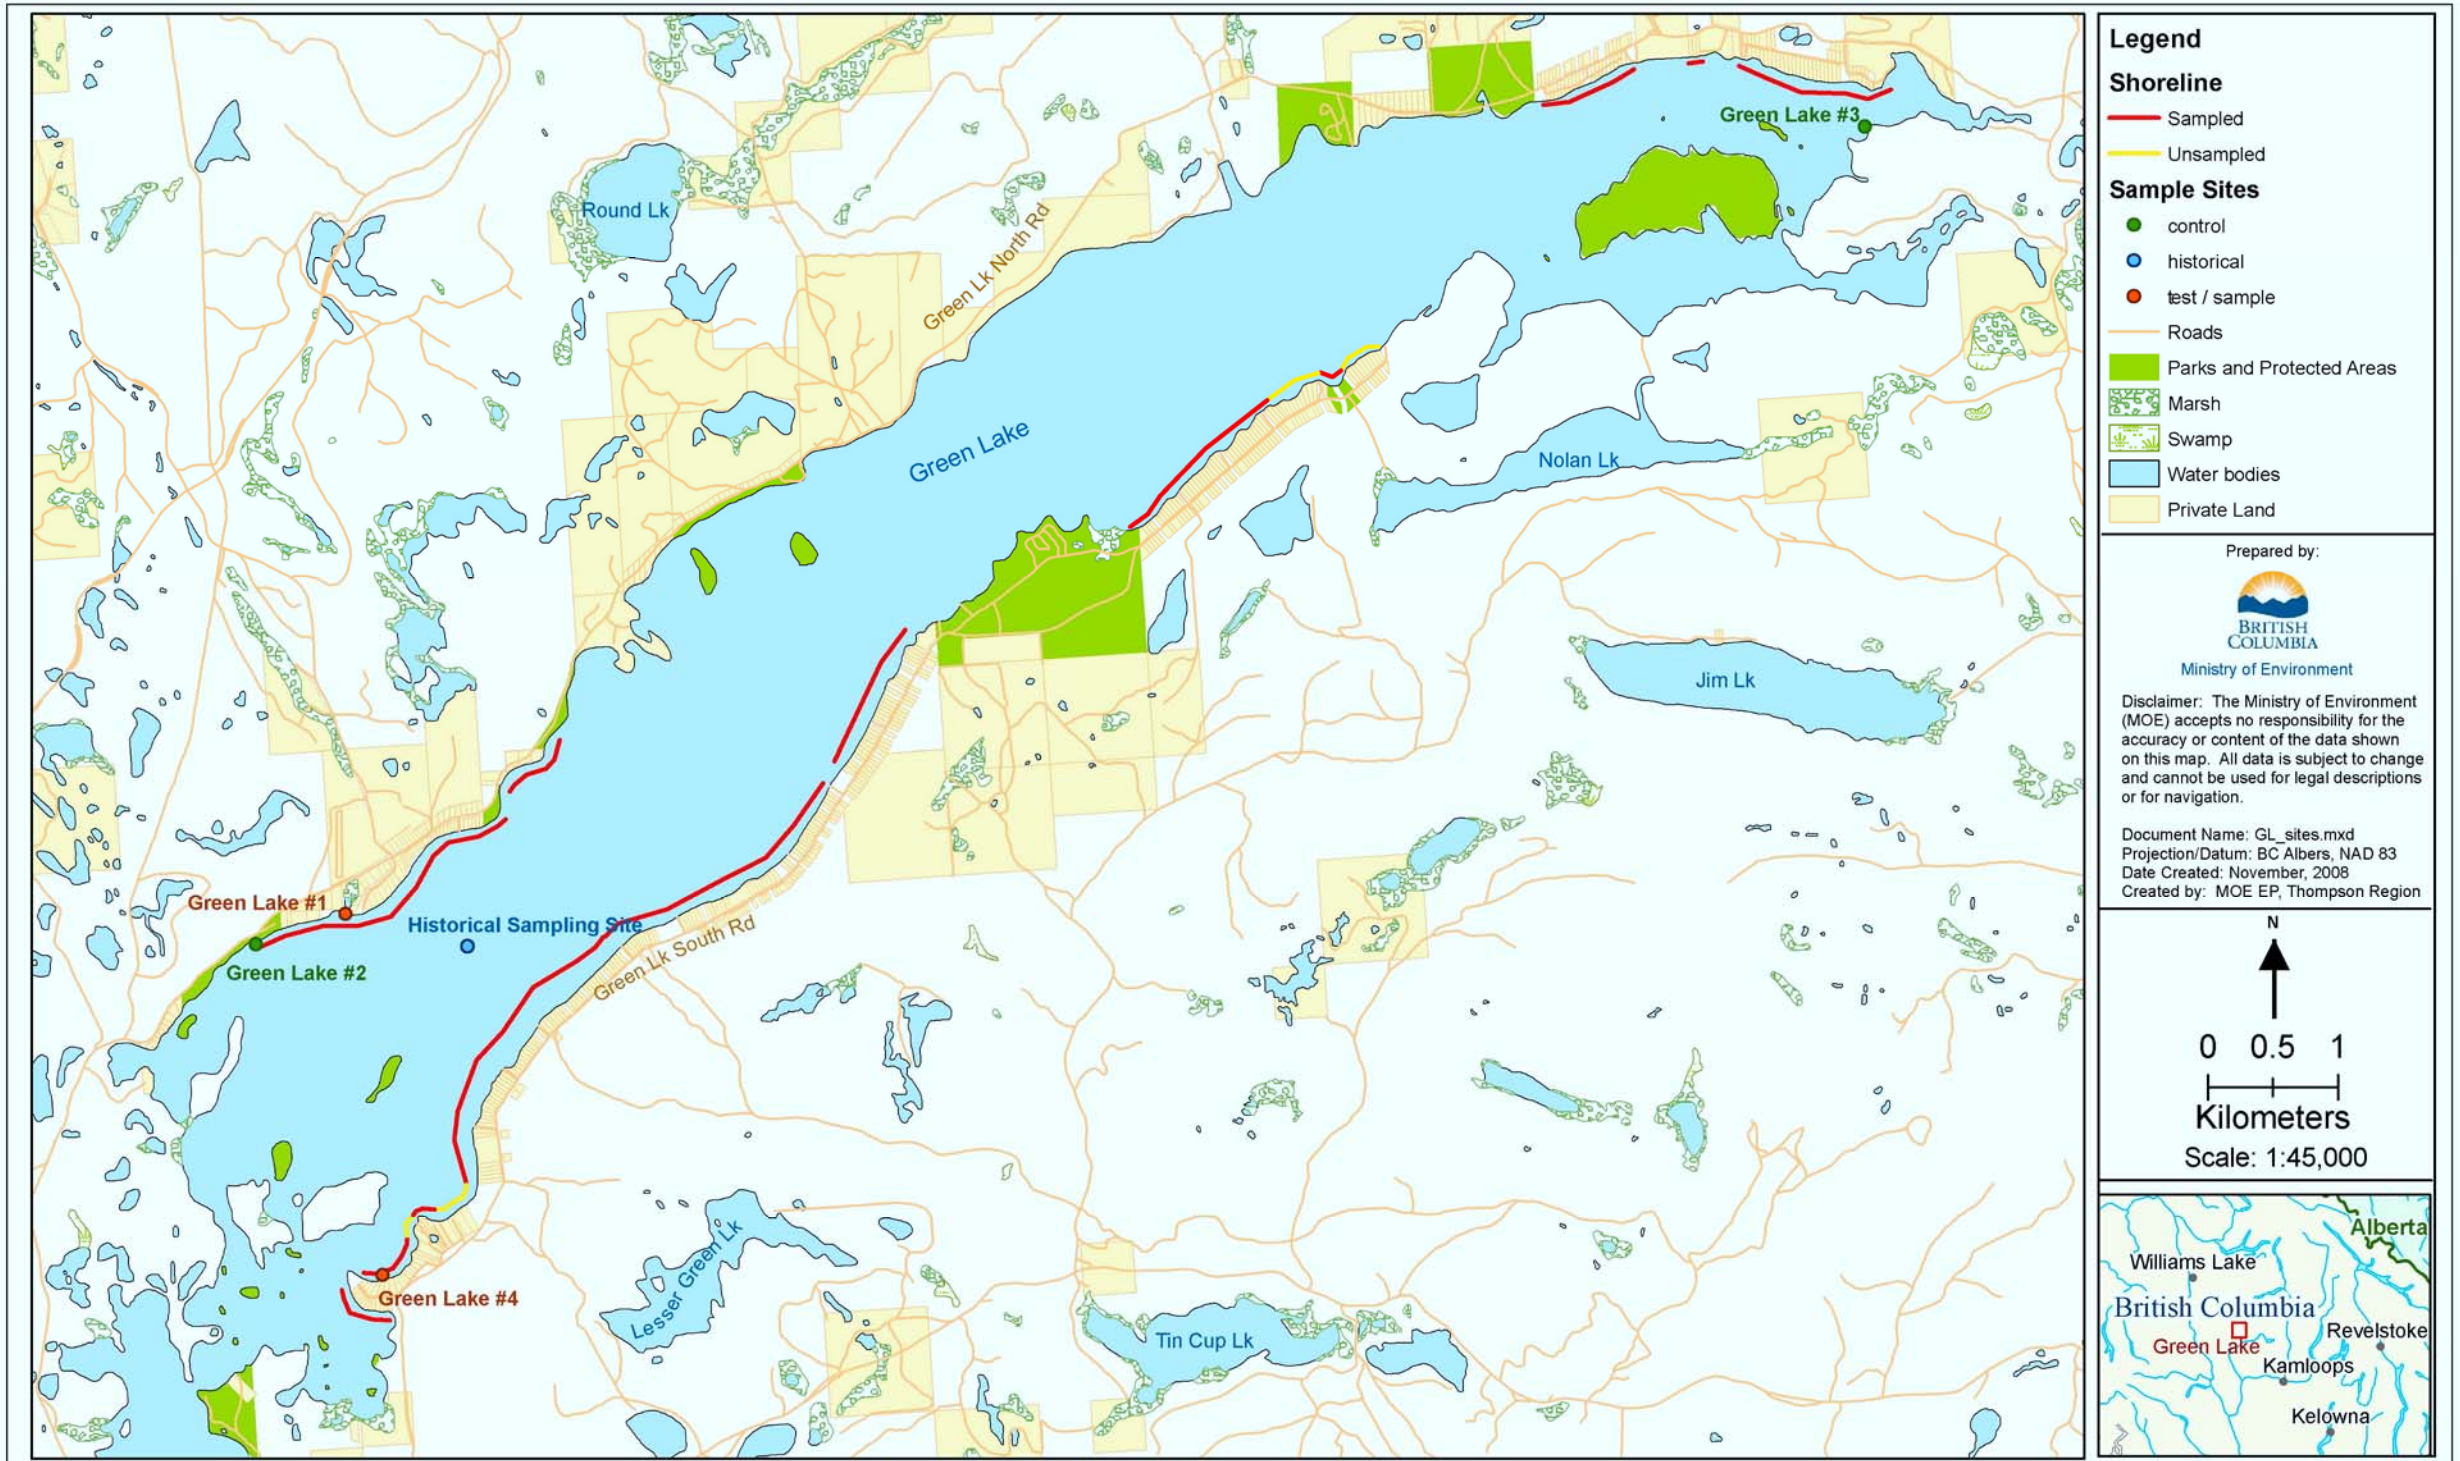 Round Lk
Green Lk North Rd
Green Lake #3
Green Lake
Nolan Lk
Jim Lk
Green Lake #1
Historical Sampling Site
Green Lake #2
Green Lk South Rd
Green Lake #4
Lesser Green Lk
Tin Cup Lk
Legend
Shoreline
Sampled
Unsampled
Sample Sites
control
historical
test / sample
Roads
Parks and Protected Areas
Marsh
Swamp
Water bodies
Private Land
Prepared by:
BRITISH
COLUMBIA
Ministry of Environment
Disclaimer: The Ministry of Environment
(MOE) accepts no responsibility for the
accuracy or content of the data shown
on this map. All data is subject to change
and cannot be used for legal descriptions
or for navigation.
Document Name: GL_sites.mxd
Projection/Datum: BC Albers, NAD 83
Date Created: November, 2008
Created by: MOE EP, Thompson Region
N
0 0.5 1
Kilometers
Scale: 1:45,000
Alberta
Williams Lake
British Columbia
Revelstoke
Green Lake
Kamloops
Kelowna